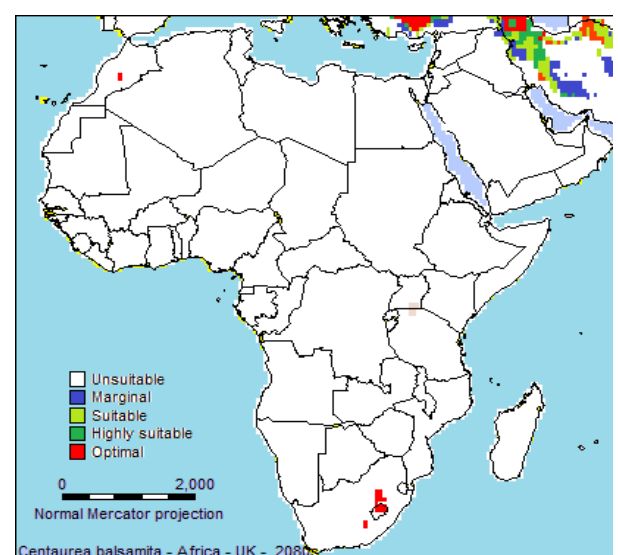 Unsuitable
Marginal
Suitable
Highly suitable
Optimal
0 2,000
Normal Mercator projection
Centaurea balsamita - Africa - UK - 2080s